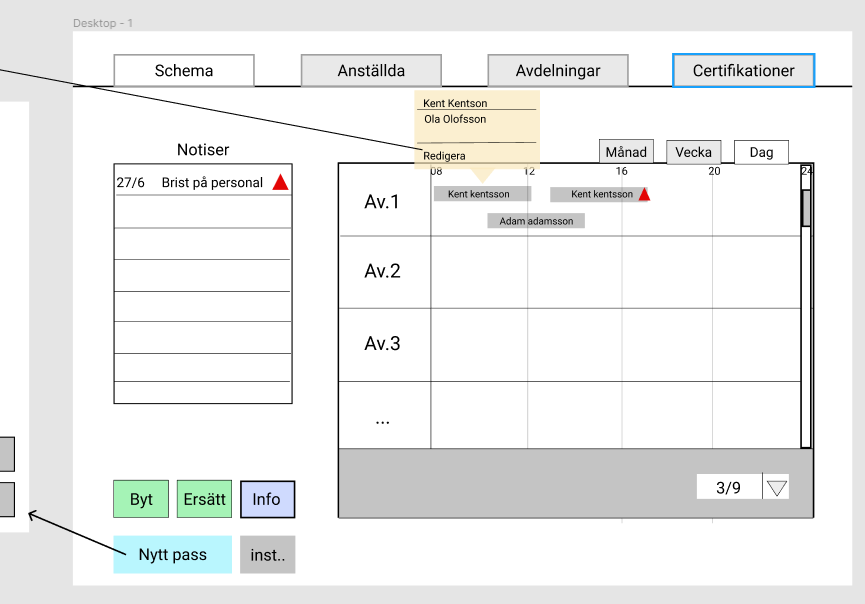 Desktop - 1
Schema
Anställda
Avdelningar
Certifikationer
Kent Kentson
Ola Olofsson
Redigera
Notiser
27/6 Brist på personal
Månad
Vecka
Dag
08 12 16 20 24
Av.1
Kent kentsson
Kent kentsson
Adam adamsson
Av.2
Av.3
...
3/9
Byt
Ersätt
Info
Nytt pass
inst..